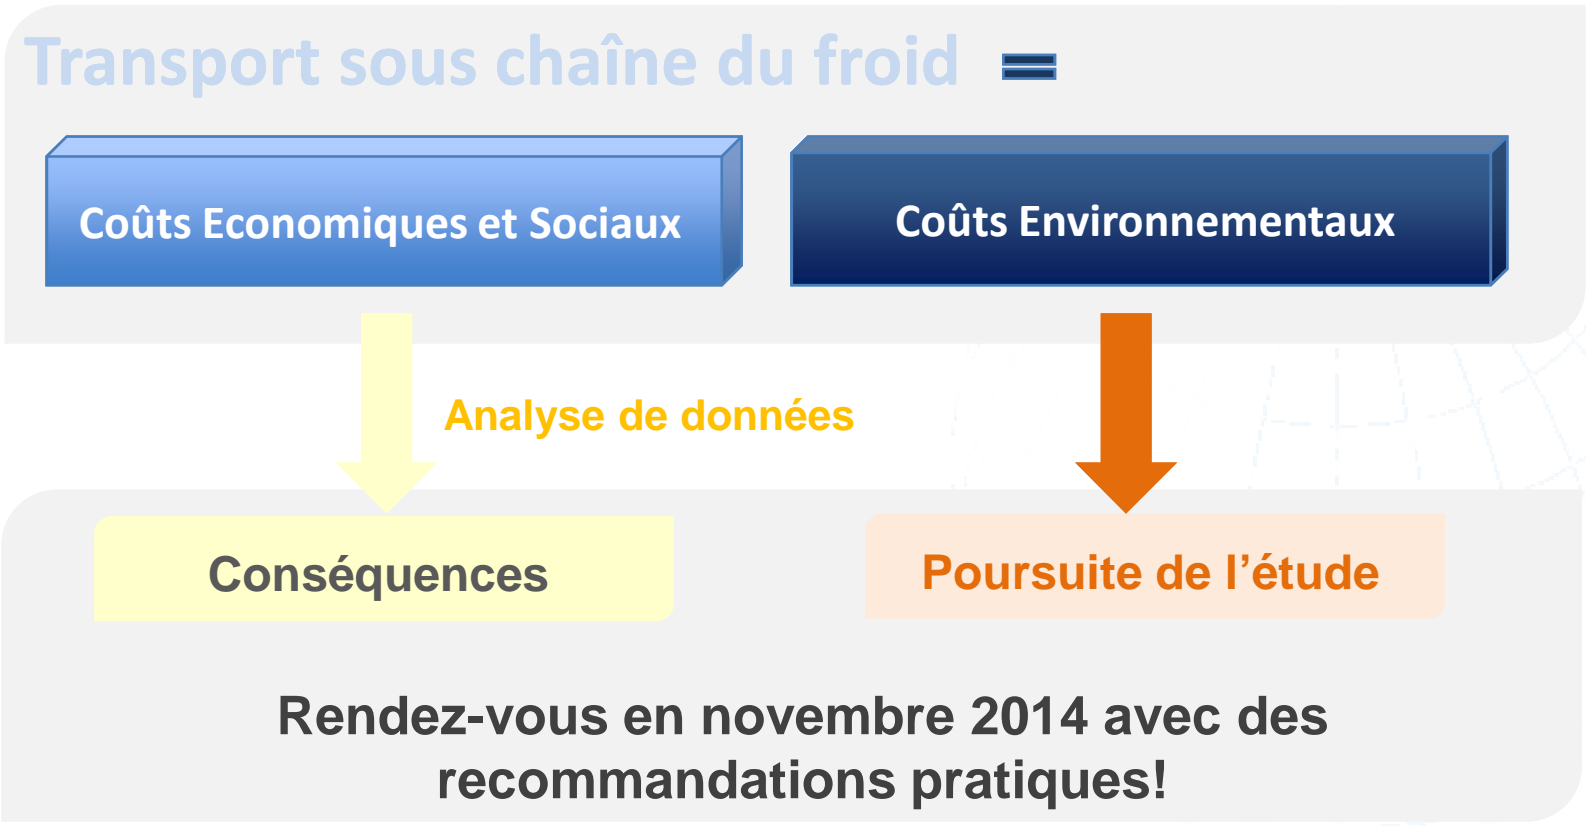 Transport sous chaîne du froid =
Coûts Economiques et Sociaux
Coûts Environnementaux
Analyse de données
Conséquences
Poursuite de l’étude
Rendez-vous en novembre 2014 avec des
recommandations pratiques!